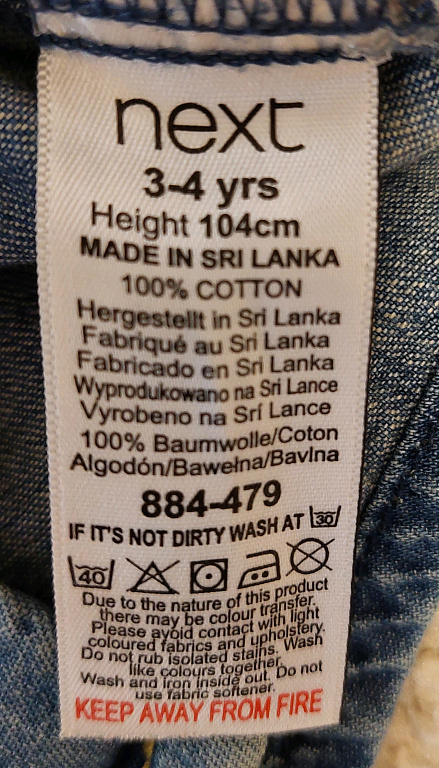 next
3-4 yrs
Height 104cm
MADE IN SRI LANKA
100% COTTON
Hergestellt in Sri Lanka
Fabriqué au Sri Lanka
Fabricado en Sri Lanka
Wyprodukowano na Sri Lance
Vyrobeno na Srí Lance
100% Baumwolle/Coton
Algodón/Bawełna/Bavlna
884-479
IF IT'S NOT DIRTY WASH AT 30
40
Due to the nature of this product
there may be colour transfer.
Please avoid contact with light
coloured fabrics and upholstery.
Do not rub isolated stains. Wash
like colours together.
Wash and iron inside out. Do not
use fabric softener.
KEEP AWAY FROM FIRE